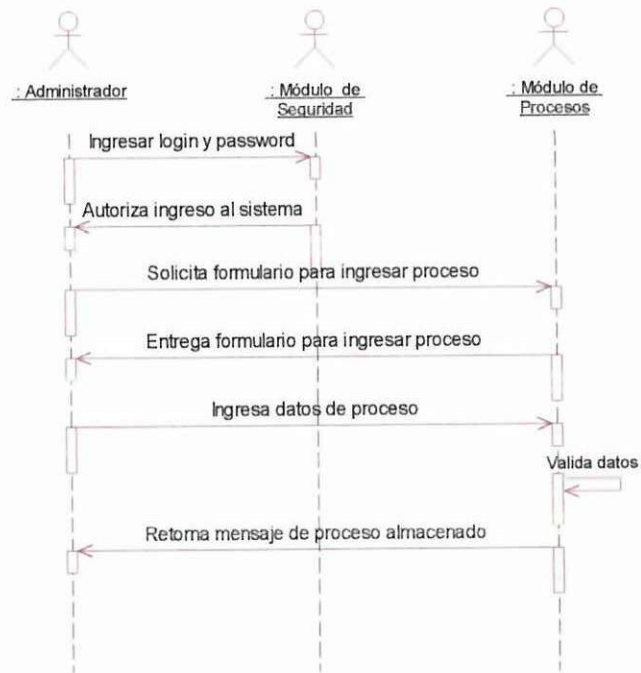 : Administrador
: Módulo de
Seguridad
: Módulo de
Procesos
Ingresar login y password
Autoriza ingreso al sistema
Solicita formulario para ingresar proceso
Entrega formulario para ingresar proceso
Ingresa datos de proceso
Valida datos
Retorna mensaje de proceso almacenado